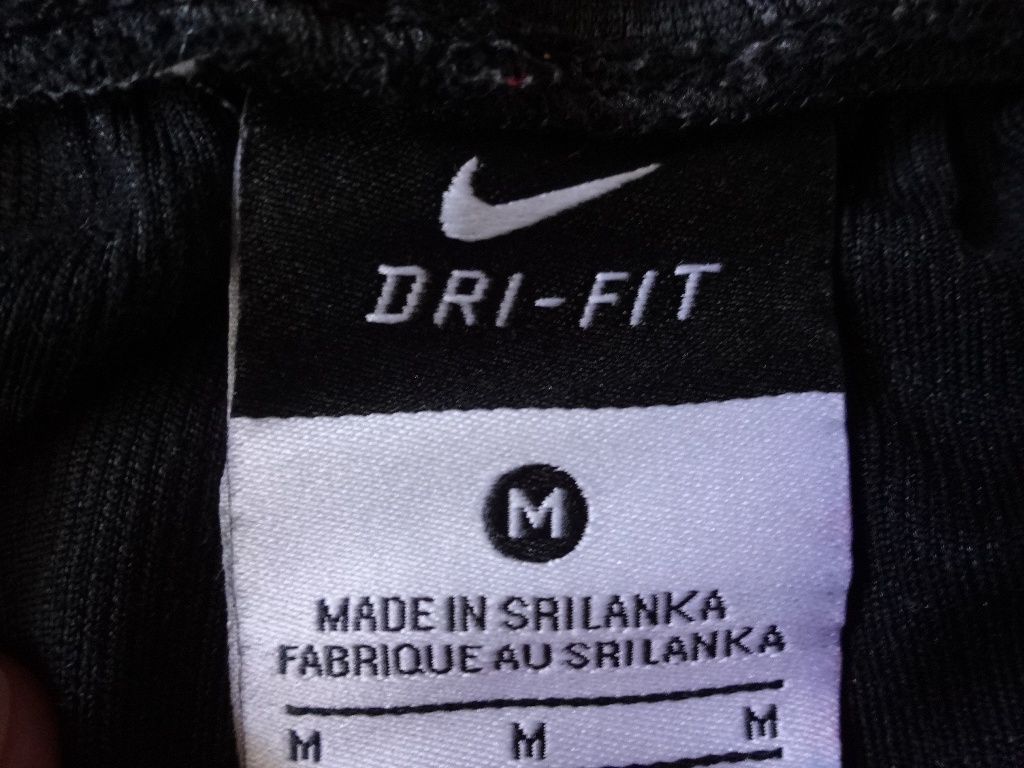 DRI-FIT
M
MADE IN SRILANKA
FABRIQUE AU SRILANKA
M M M